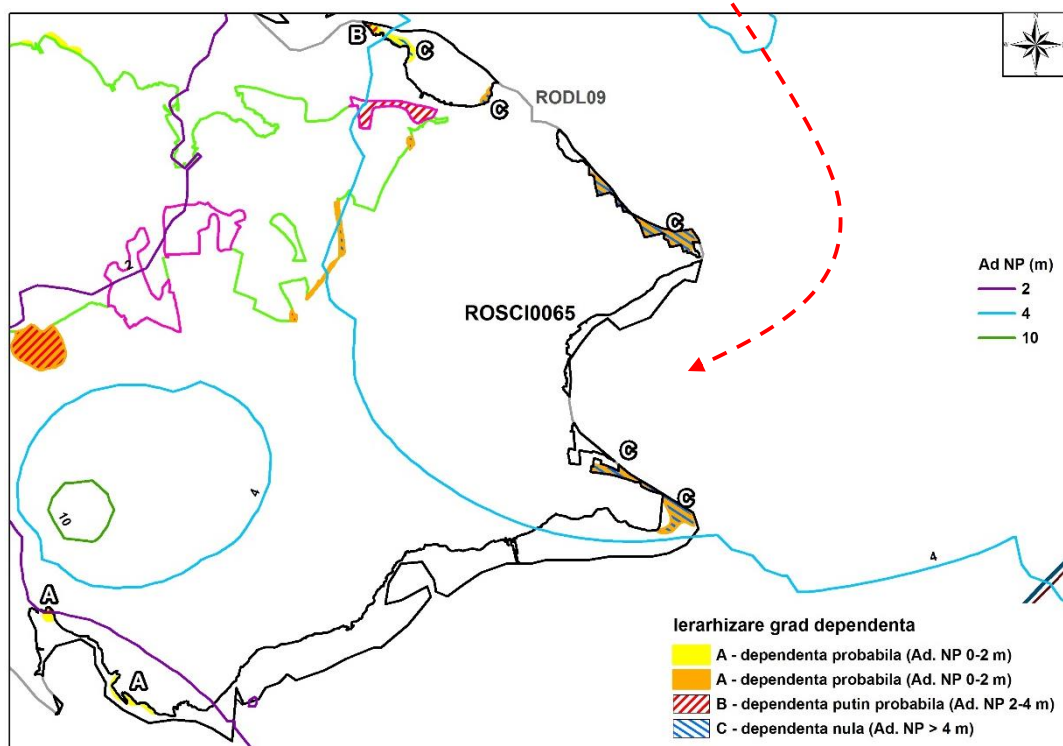 B
C
C
RODL09
C
2
Ad NP (m)
2
4
10
ROSCI0065
C
4
C
10
4
A
A
Ierarhizare grad dependenta
A - dependenta probabila (Ad. NP 0-2 m)
A - dependenta probabila (Ad. NP 0-2 m)
B - dependenta putin probabila (Ad. NP 2-4 m)
C - dependenta nula (Ad. NP > 4 m)